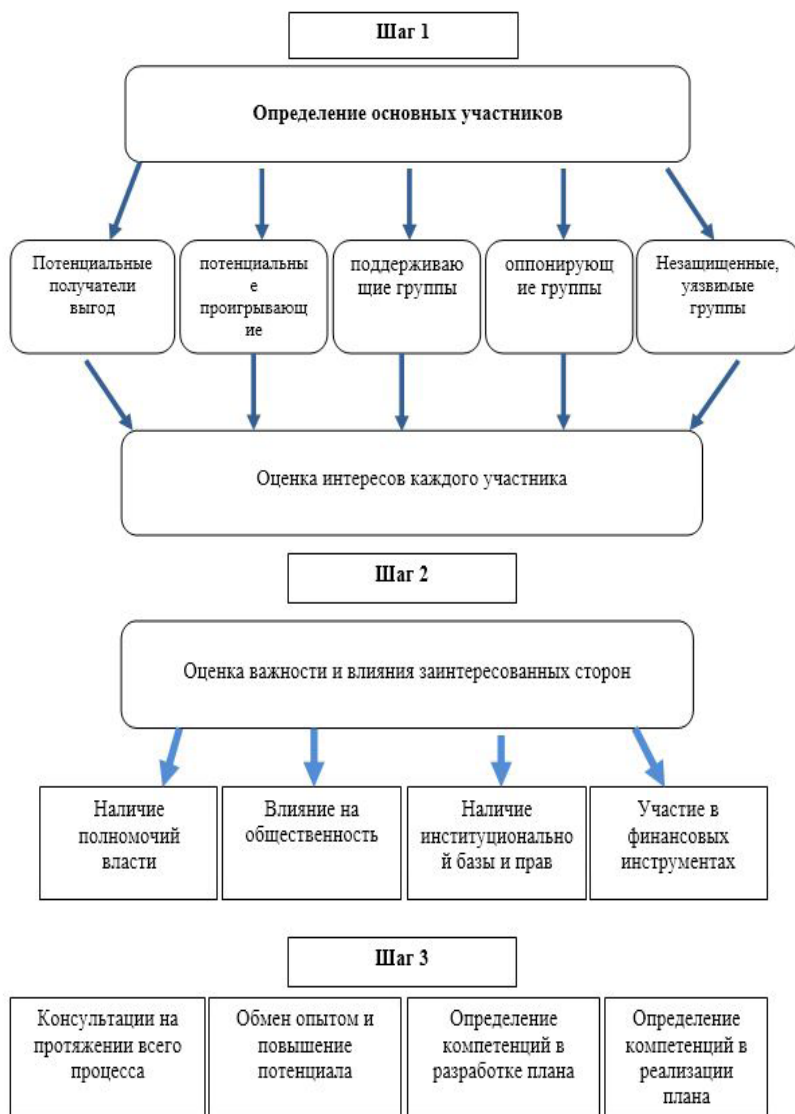 Шаг 1
Определение основных участников
Потенциальные
получатели
выгод
потенциальны
е
проигрывающ
ие
поддерживаю
щие группы
оппонирующ
ие группы
Незащищенные,
уязвимые
группы
Оценка интересов каждого участника
Шаг 2
Оценка важности и влияния заинтересованных сторон
Наличие
полномочий
власти
Влияние на
общественность
Наличие
институционально
й базы и прав
Участие в
финансовых
инструментах
Шаг 3
Консультации на
протяжении всего
процесса
Обмен опытом и
повышение
потенциала
Определение
компетенций в
разработке плана
Определение
компетенций в
реализации
плана